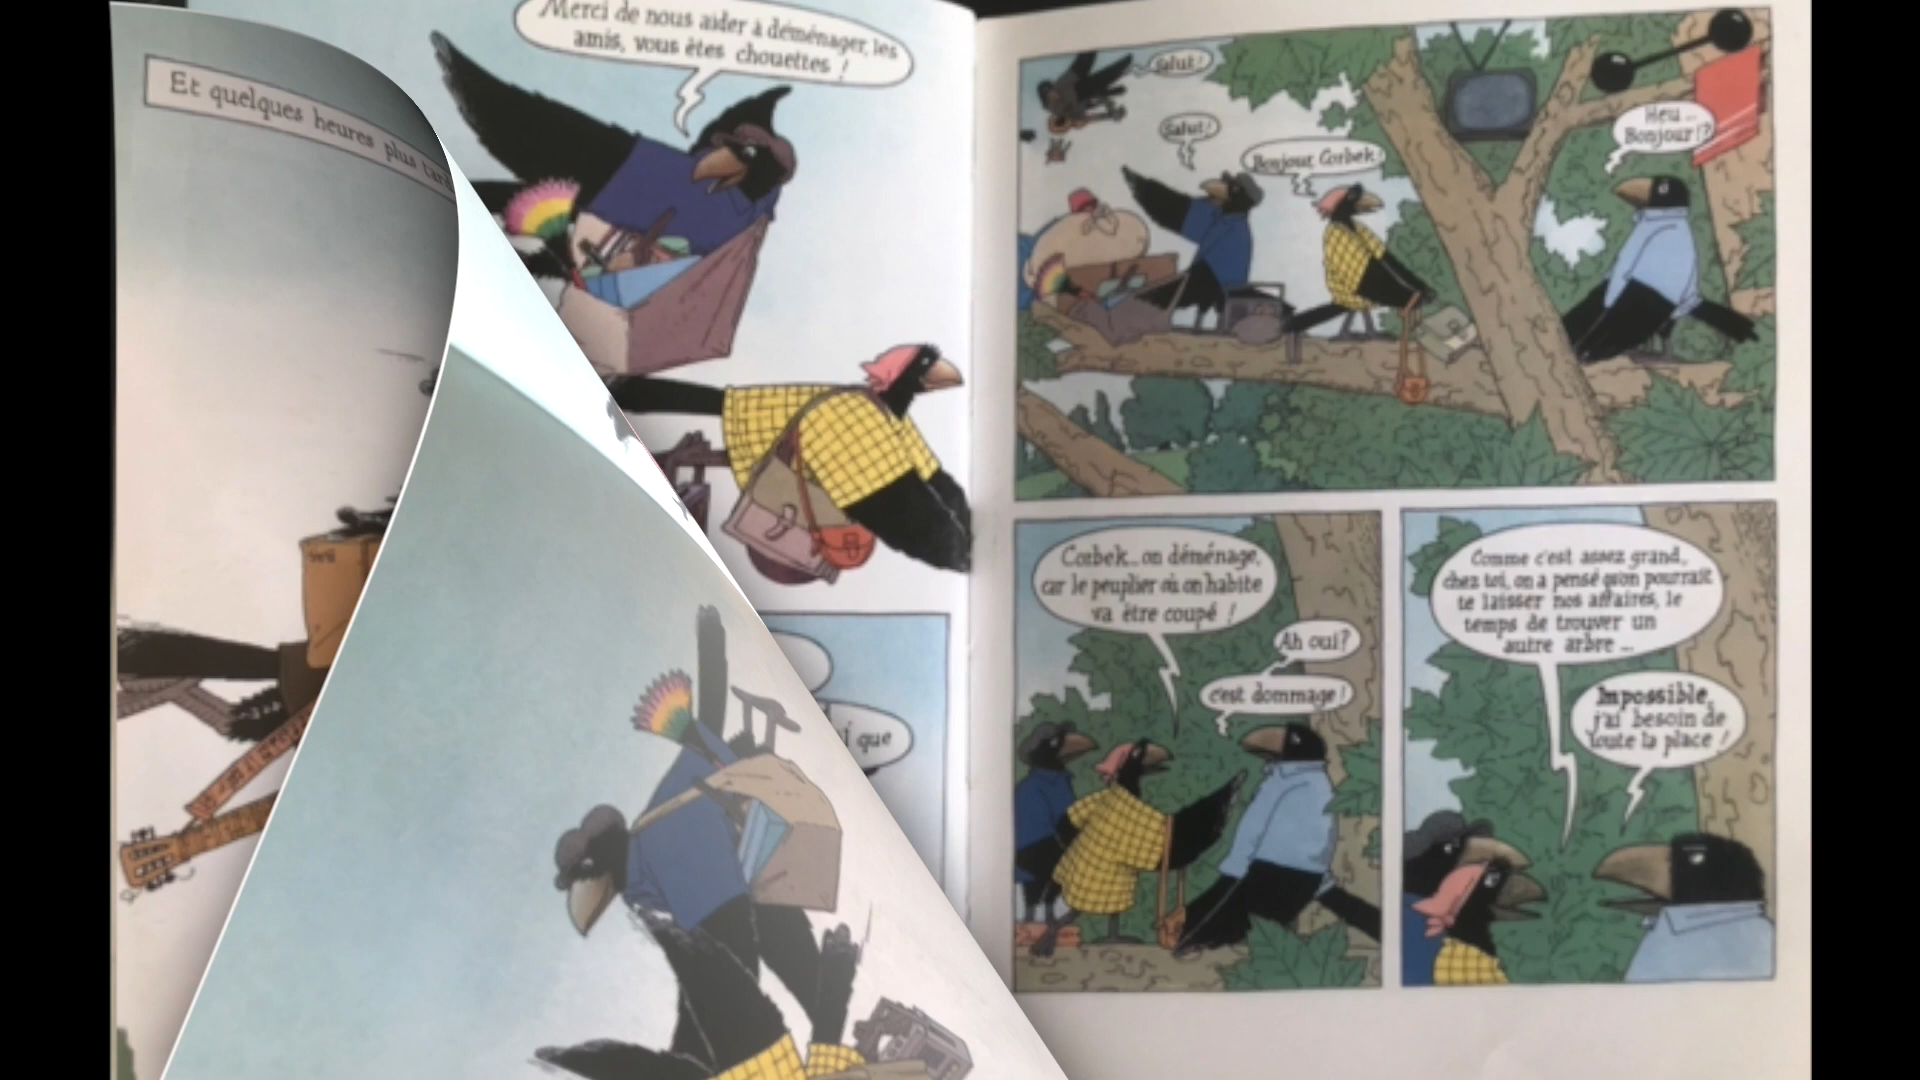 Et quelques heures plus tard
Merci de nous aider à déménager, les
amis, vous êtes chouettes !
que
Salut !
Salut !
Bonjour Corbek
Heu...
Bonjour !?
Corbek... on déménage,
car le peuplier où on habite
va être coupé !
Ah oui ?
c'est dommage !
Comme c'est assez grand,
chez toi, on a pensé qu'on pourrait
te laisser nos affaires, le
temps de trouver un
autre arbre ...
Impossible,
j'ai besoin de
toute la place !